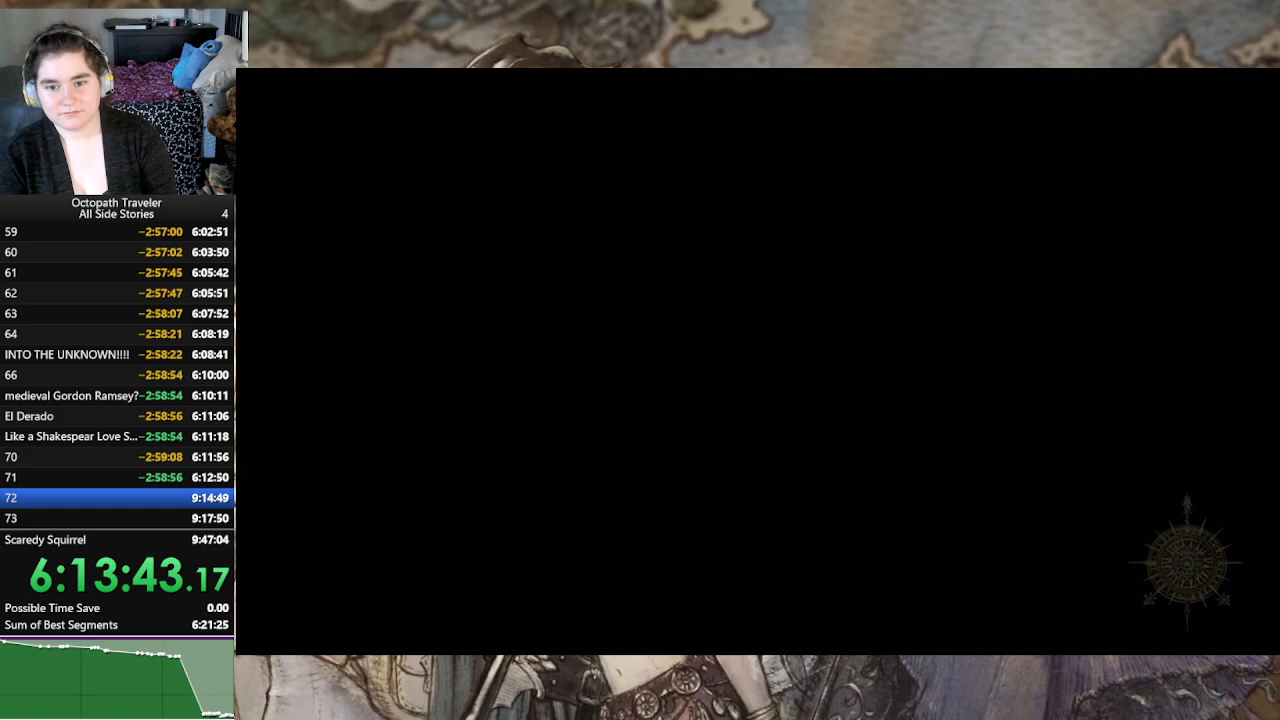 Octopath Traveler
All Side Stories 4
59 −2:57:00 6:02:51
60 −2:57:02 6:03:50
61 −2:57:45 6:05:42
62 −2:57:47 6:05:51
63 −2:58:07 6:07:52
64 −2:58:21 6:08:19
INTO THE UNKNOWN!!!! −2:58:22 6:08:41
66 −2:58:54 6:10:00
medieval Gordon Ramsey? −2:58:54 6:10:11
El Derado −2:58:56 6:11:06
Like a Shakespear Love S... −2:58:54 6:11:18
70 −2:59:08 6:11:56
71 −2:58:56 6:12:50
72 9:14:49
73 9:17:50
Scaredy Squirrel 9:47:04
6:13:43.17
Possible Time Save 0.00
Sum of Best Segments 6:21:25